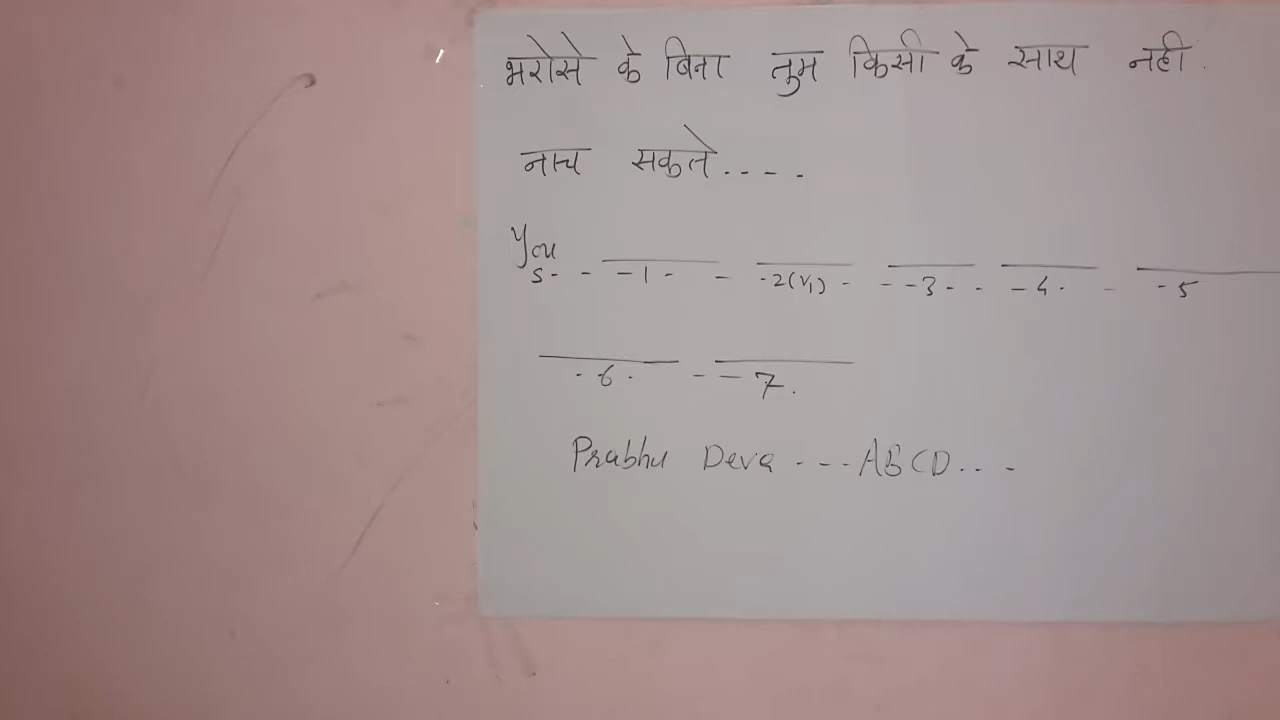 भरोसे के बिना तुम किसी के साथ नही.
नाच सकते....
You
S- - -1- - -2(V1)- - -3- - -4- - -5
-6- - -7.
Prabhu Deva ---ABCD...-